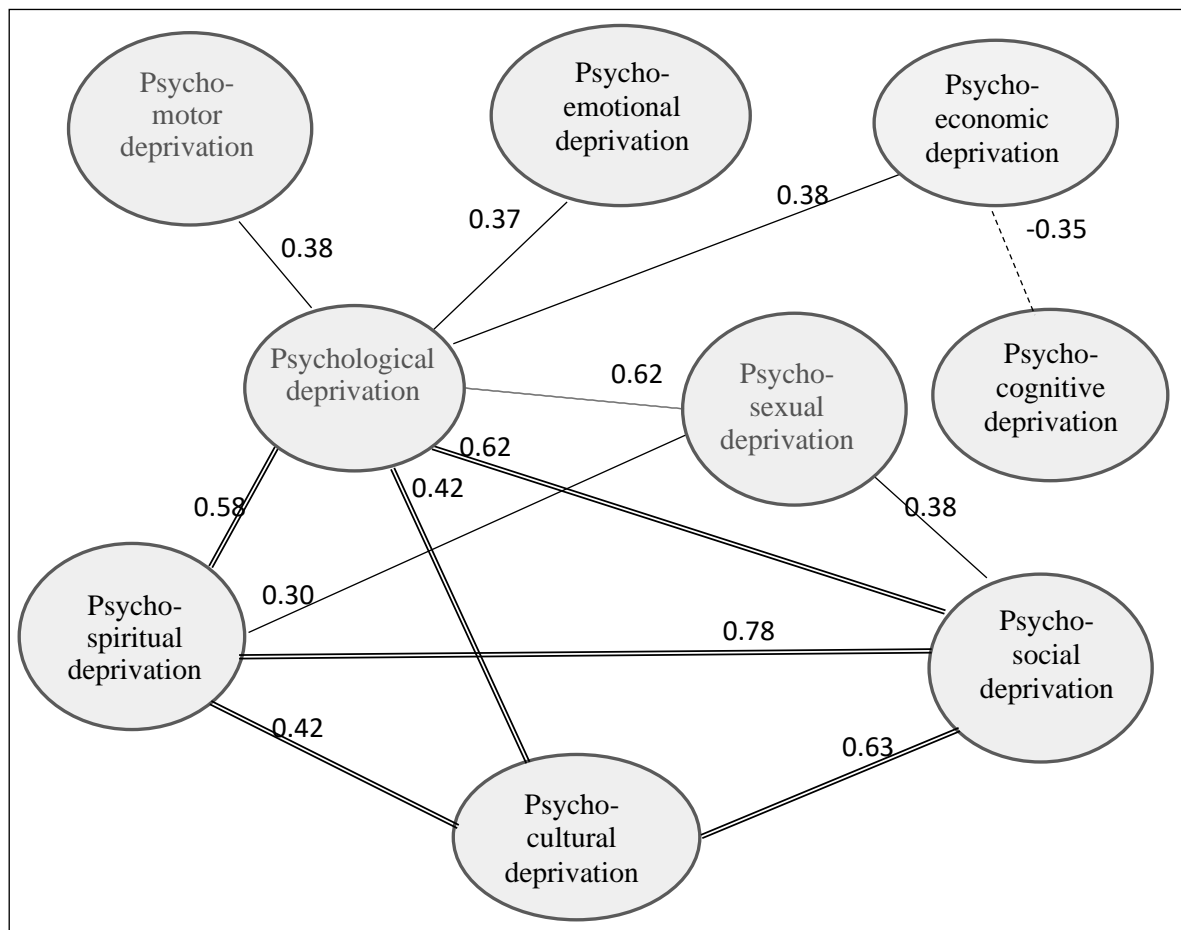 Psycho-
motor
deprivation
Psycho-
emotional
deprivation
Psycho-
economic
deprivation
0.38
0.37
0.38
-0.35
Psychological
deprivation
0.62
Psycho-
sexual
deprivation
Psycho-
cognitive
deprivation
0.62
0.42
0.58
0.38
Psycho-
spiritual
deprivation
0.30
0.78
Psycho-
social
deprivation
0.42
0.63
Psycho-
cultural
deprivation